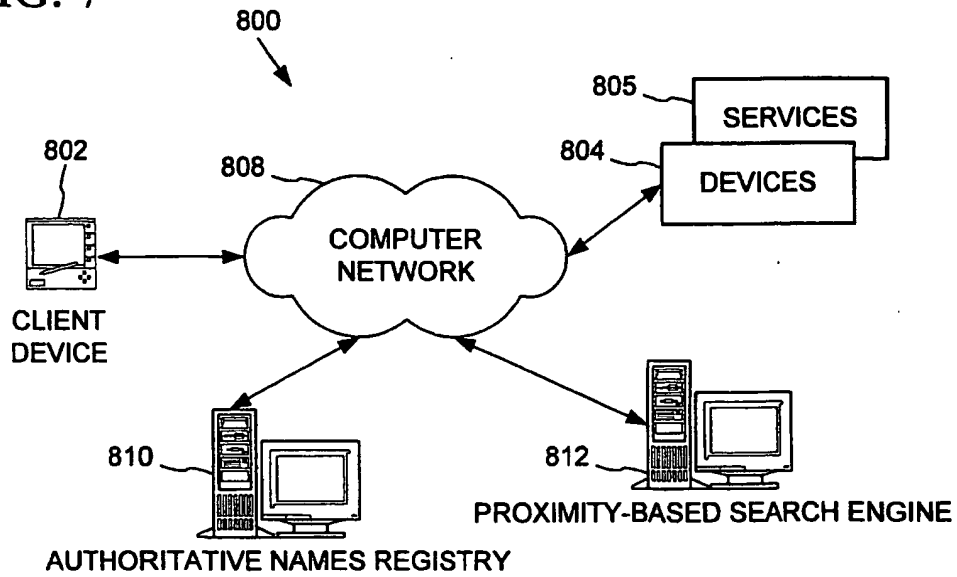 800
805
SERVICES
802
808
804
DEVICES
COMPUTER
NETWORK
CLIENT
DEVICE
810
812
PROXIMITY-BASED SEARCH ENGINE
AUTHORITATIVE NAMES REGISTRY